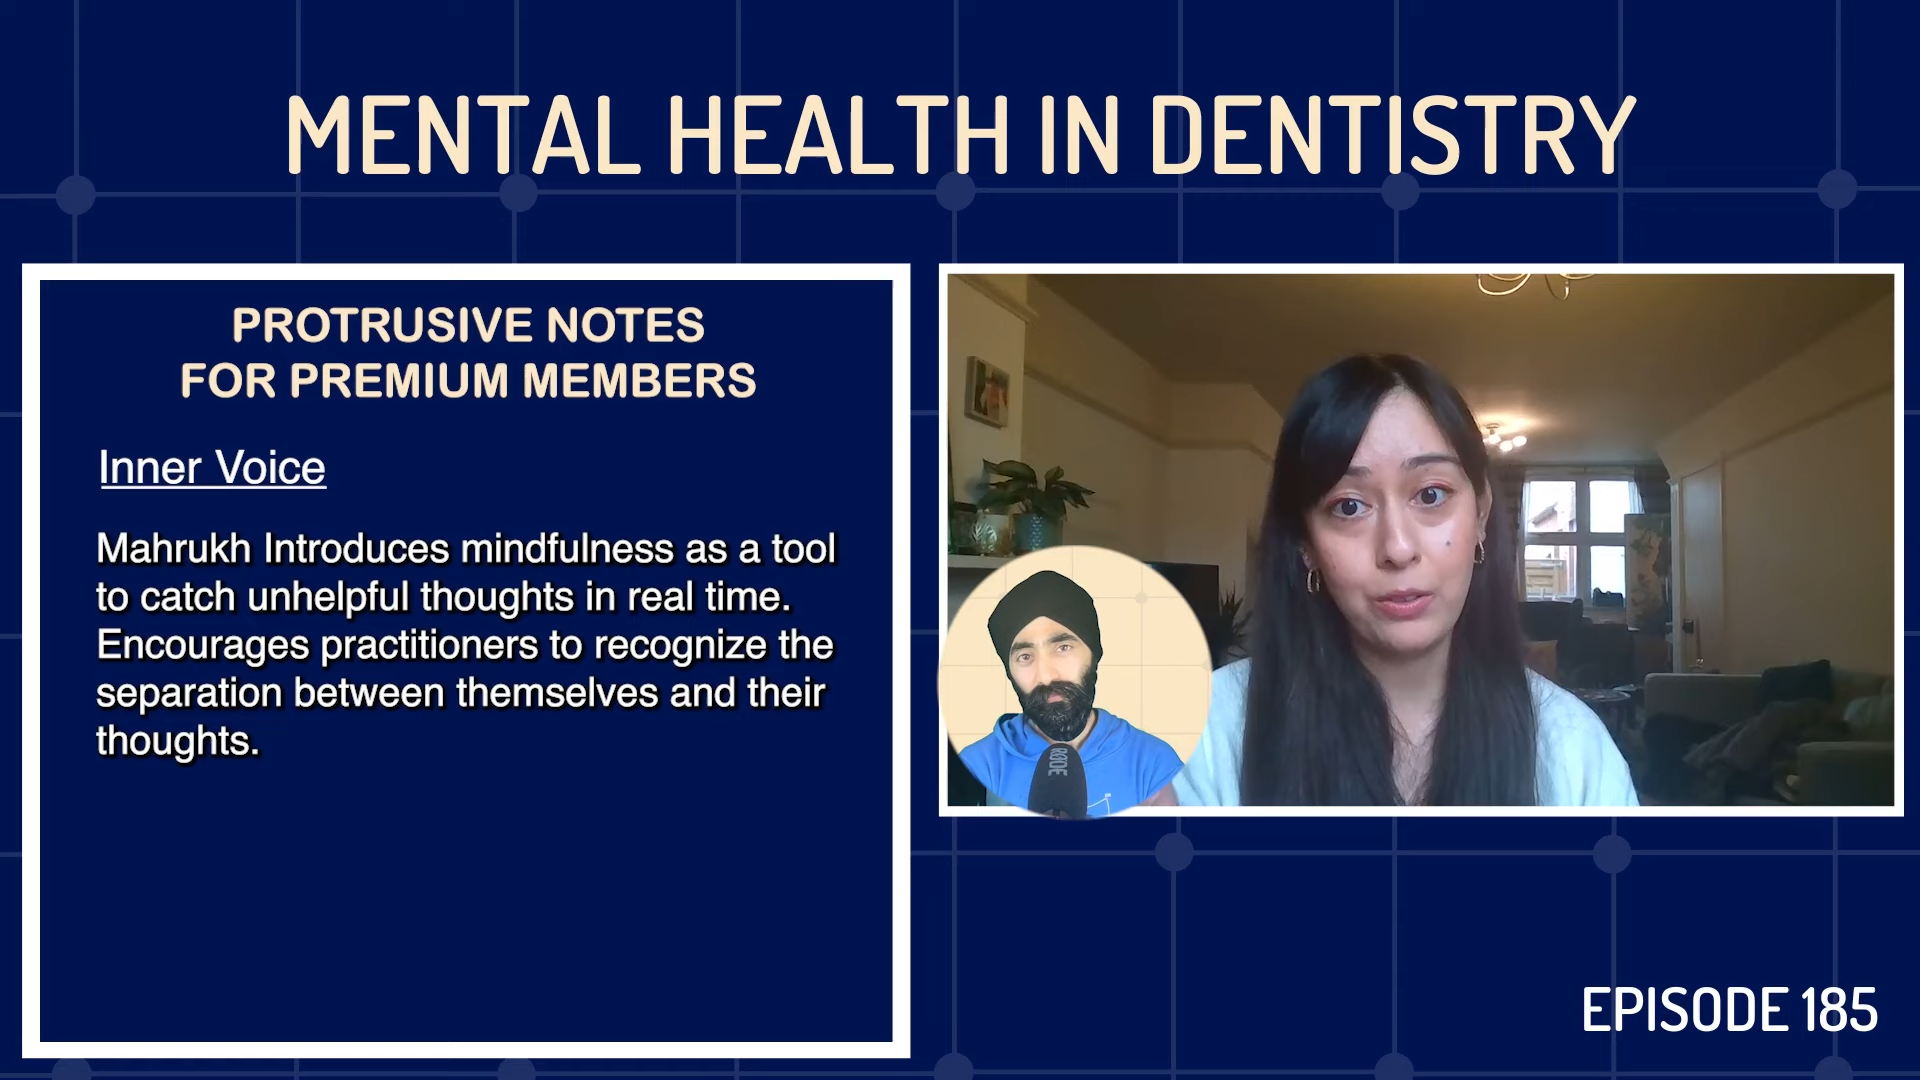 MENTAL HEALTH IN DENTISTRY
PROTRUSIVE NOTES
FOR PREMIUM MEMBERS
Inner Voice
Mahrukh Introduces mindfulness as a tool
to catch unhelpful thoughts in real time.
Encourages practitioners to recognize the
separation between themselves and their
thoughts.
RODE
EPISODE 185